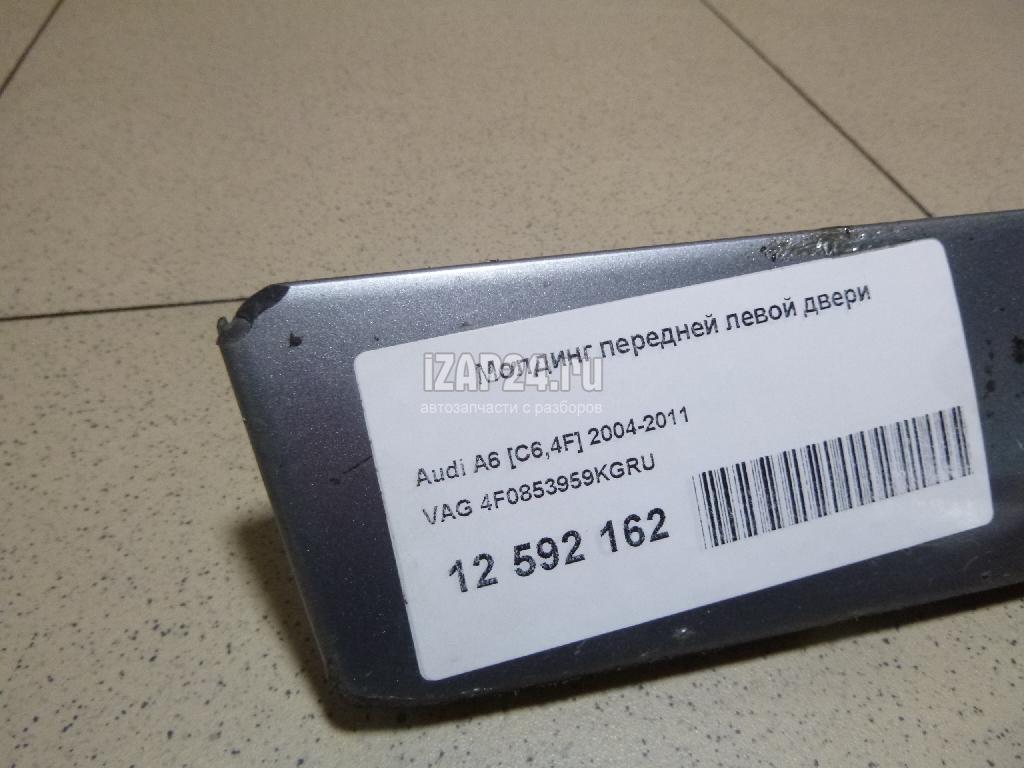 Молдинг передней левой двери
iZAP24.ru
автозапчасти с разборов
Audi A6 [C6,4F] 2004-2011
VAG 4F0853959KGRU
12 592 162